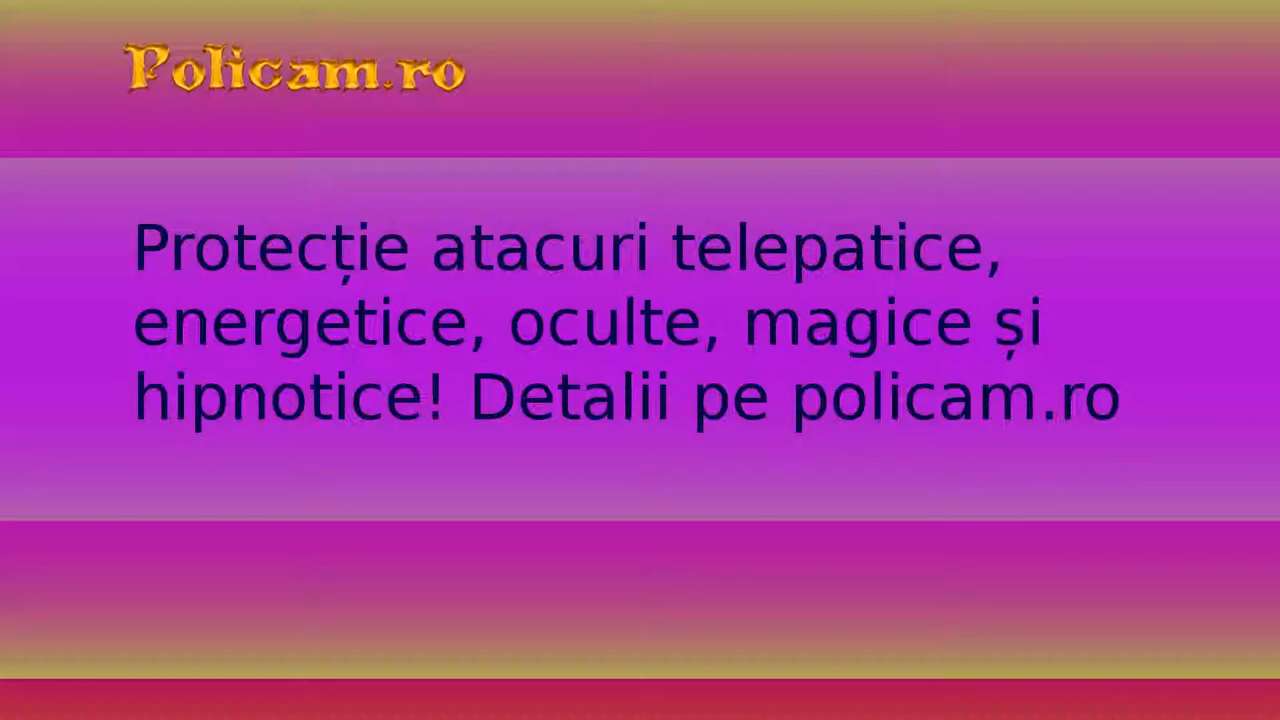 Policam.ro
Protecție atacuri telepatice,
energetice, oculte, magice și
hipnotice! Detalii pe policam.ro